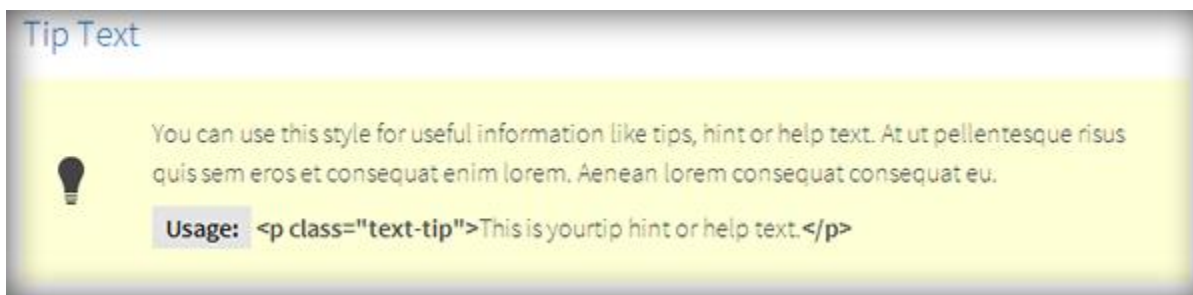 Tip Text
You can use this style for useful information like tips, hint or help text. At ut pellentesque risus
quis sem eros et consequat enim lorem. Aenean lorem consequat consequat eu.
Usage: <p class="text-tip">This is yourtip hint or help text.</p>